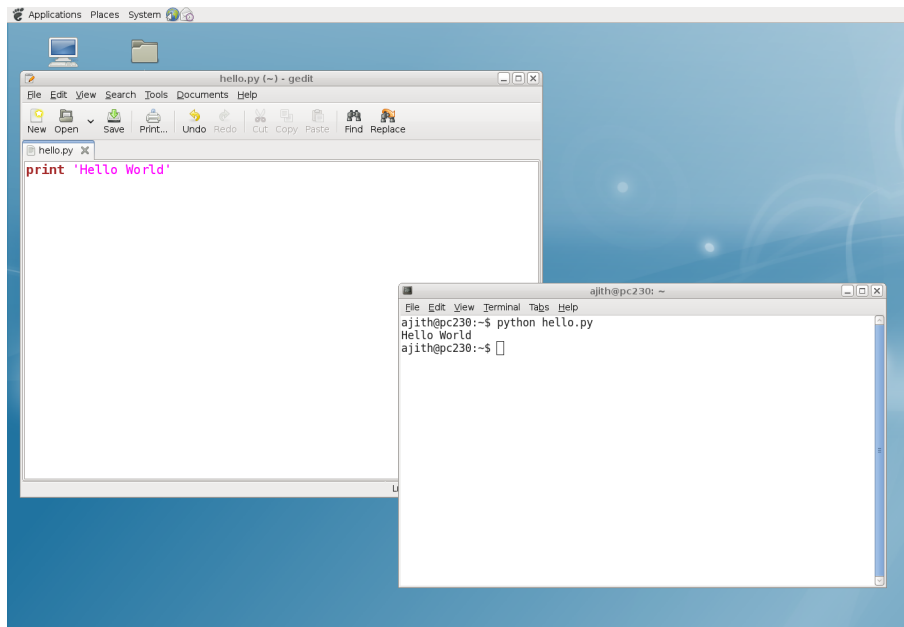 Applications Places System
hello.py (~) - gedit
File Edit View Search Tools Documents Help
New Open Save Print... Undo Redo Cut Copy Paste Find Replace
hello.py
print 'Hello World'
ajith@pc230: ~
File Edit View Terminal Tabs Help
ajith@pc230:~$ python hello.py
Hello World
ajith@pc230:~$